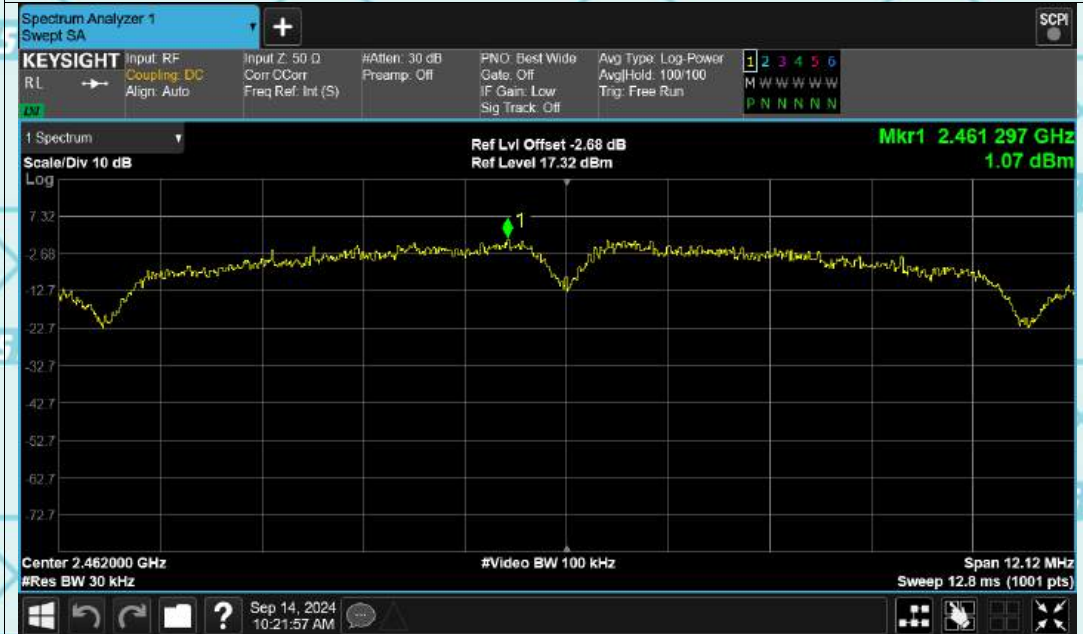 Spectrum Analyzer 1
Swept SA
+
SCPI
KEYSIGHT
RL
LXI
Input: RF
Coupling: DC
Align: Auto
Input Z: 50 Ω
Corr CCorr
Freq Ref: Int (S)
#Atten: 30 dB
Preamp: Off
PNO: Best Wide
Gate: Off
IF Gain: Low
Sig Track: Off
Avg Type: Log-Power
Avg|Hold: 100/100
Trig: Free Run
1 2 3 4 5 6
M W W W W W
P N N N N N
1 Spectrum
Scale/Div 10 dB
Log
Ref Lvl Offset -2.68 dB
Ref Level 17.32 dBm
Mkr1 2.461 297 GHz
1.07 dBm
1
7.32
-2.68
-12.7
-22.7
-32.7
-42.7
-52.7
-62.7
-72.7
Center 2.462000 GHz
#Res BW 30 kHz
#Video BW 100 kHz
Span 12.12 MHz
Sweep 12.8 ms (1001 pts)
?
Sep 14, 2024
10:21:57 AM